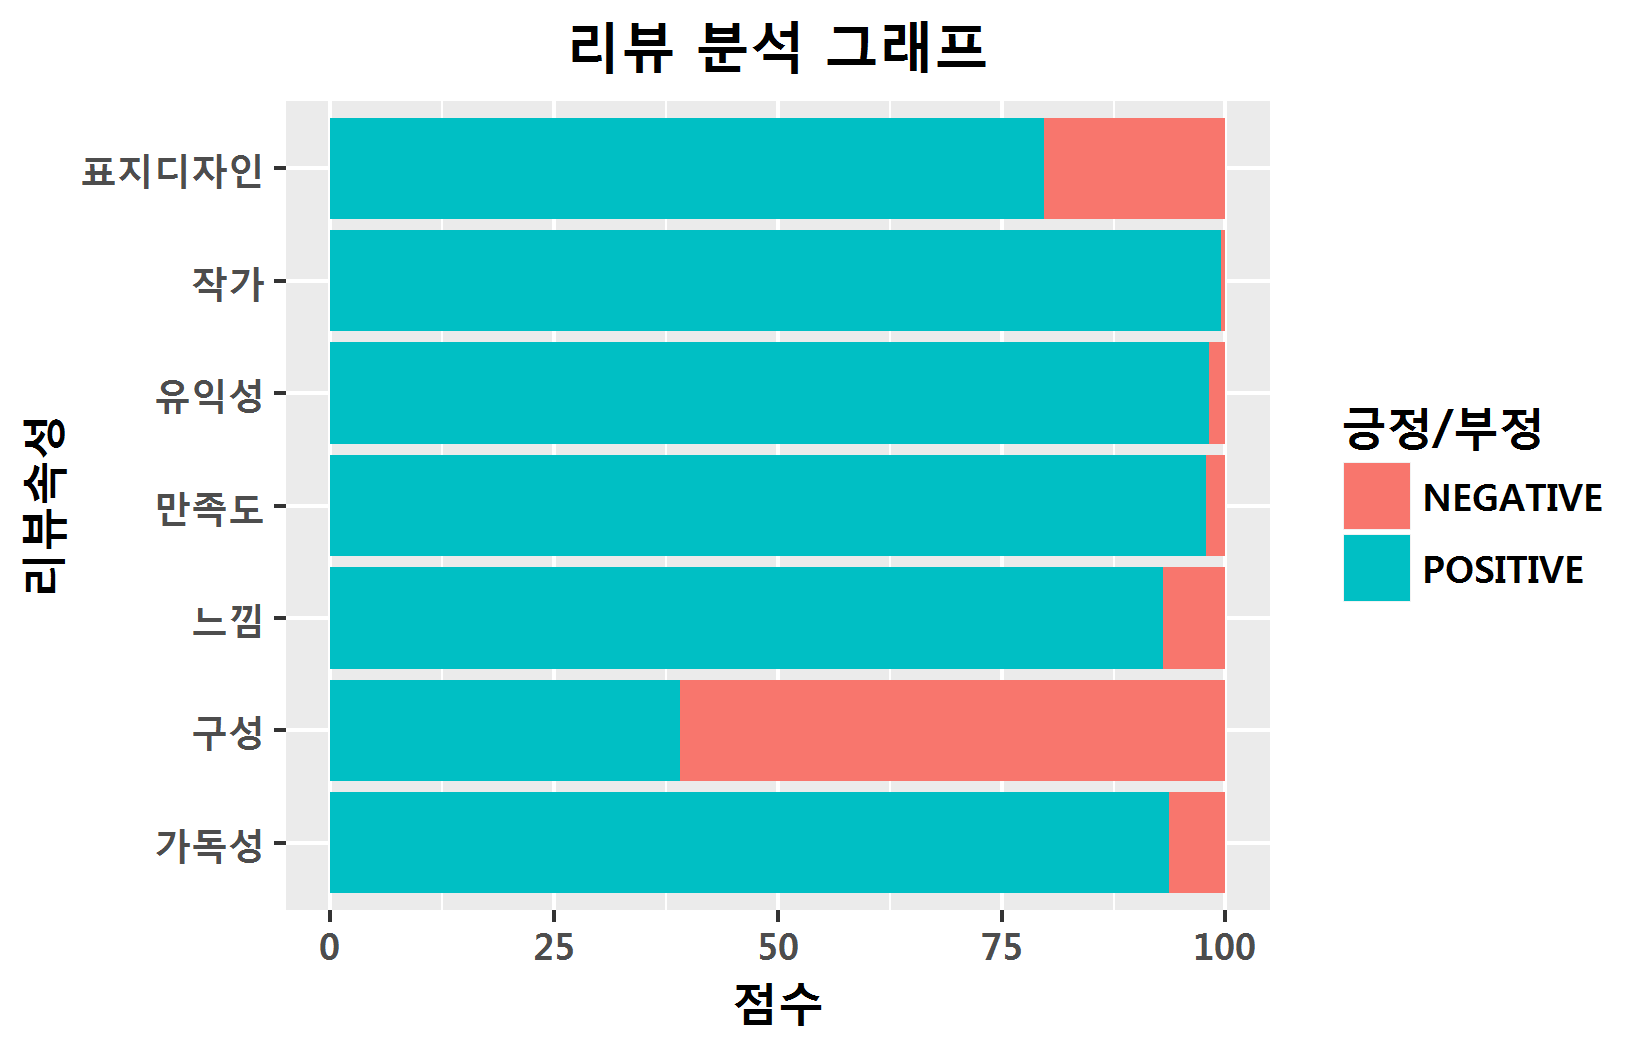 리뷰 분석 그래프
리뷰속성
표지디자인
작가
유익성
만족도
느낌
구성
가독성
0 25 50 75 100
점수
긍정/부정
NEGATIVE
POSITIVE